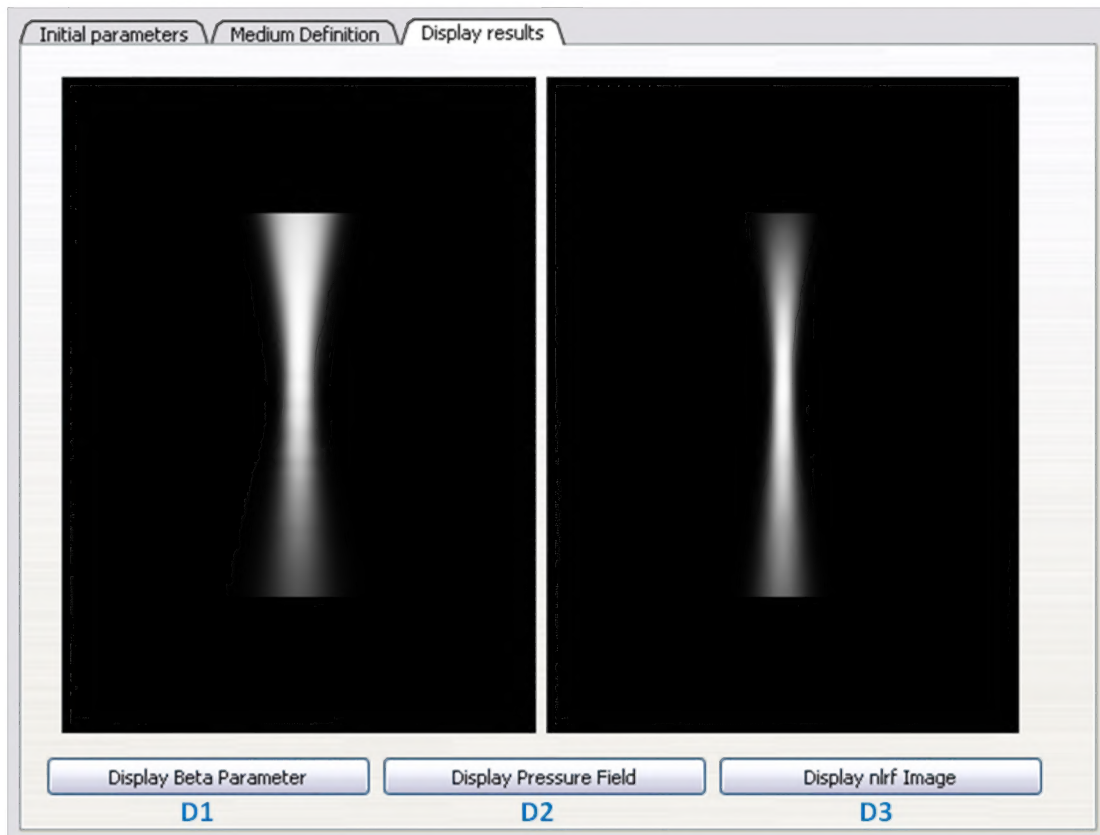 Initial parameters
Medium Definition
Display results
Display Beta Parameter
Display Pressure Field
Display nlrf Image
D1
D2
D3